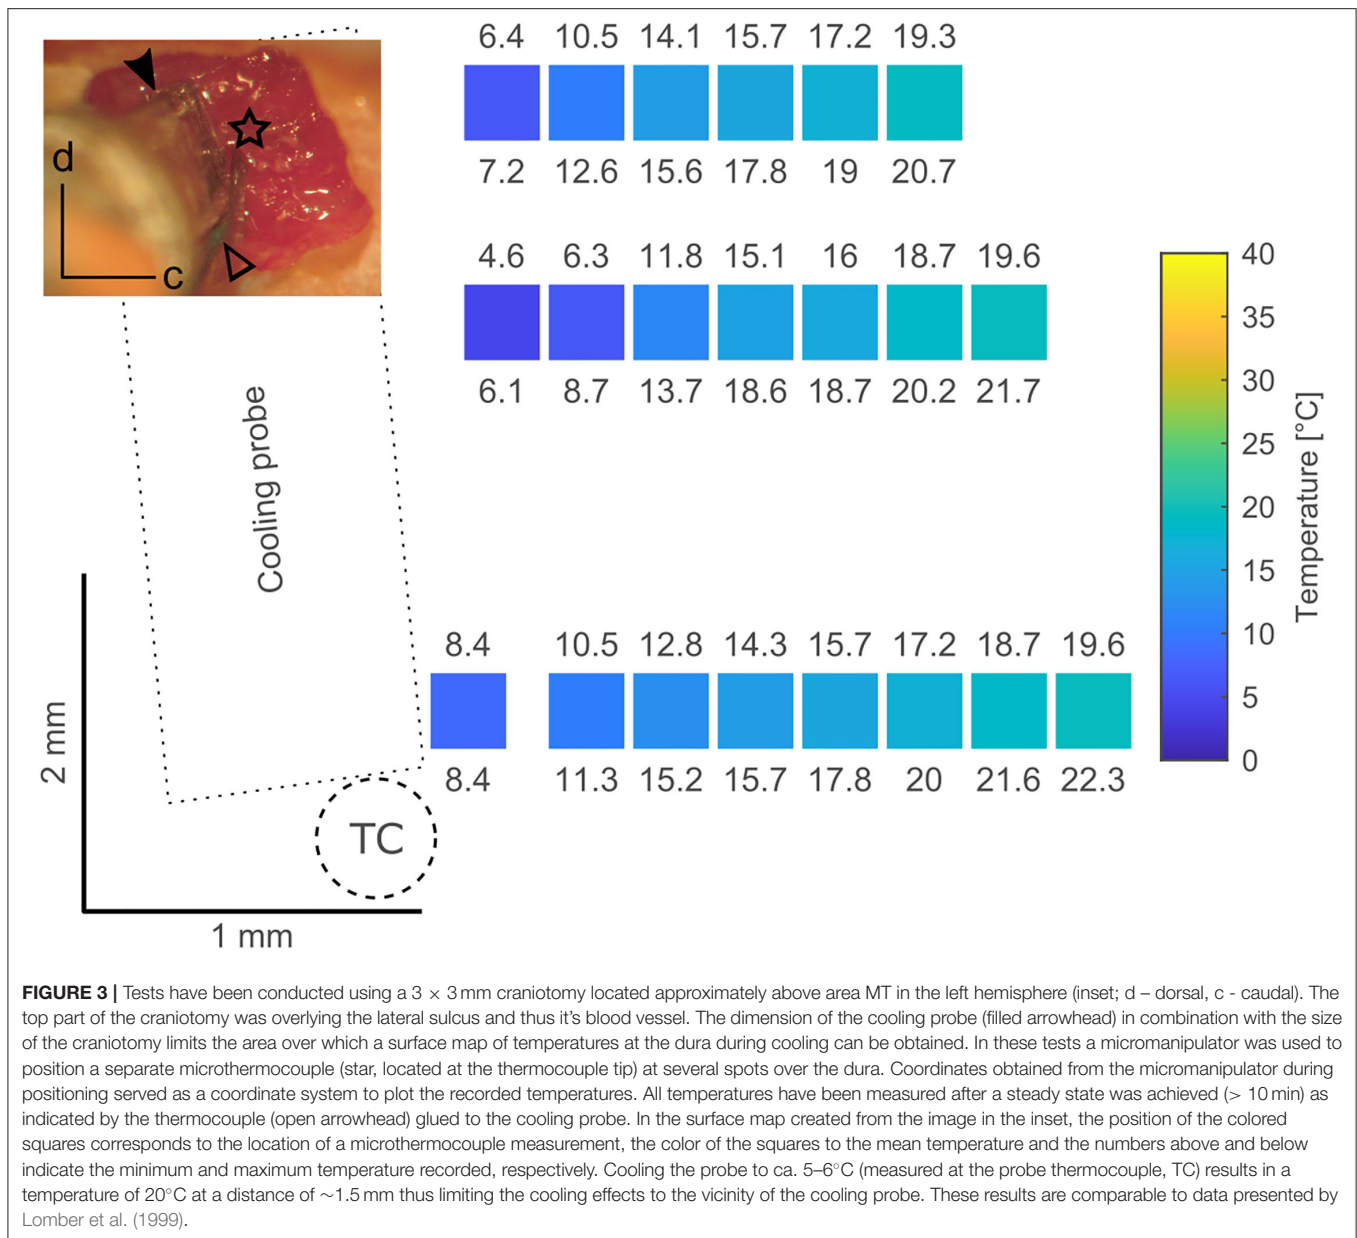 6.4 10.5 14.1 15.7 17.2 19.3
7.2 12.6 15.6 17.8 19 20.7
d
c
4.6 6.3 11.8 15.1 16 18.7 19.6
6.1 8.7 13.7 18.6 18.7 20.2 21.7
Cooling probe
8.4 10.5 12.8 14.3 15.7 17.2 18.7 19.6
8.4 11.3 15.2 15.7 17.8 20 21.6 22.3
TC
2 mm
1 mm
40
35
30
25
20
15
10
5
0
Temperature [°C]
FIGURE 3 | Tests have been conducted using a 3 × 3 mm craniotomy located approximately above area MT in the left hemisphere (inset; d – dorsal, c - caudal). The
top part of the craniotomy was overlying the lateral sulcus and thus it's blood vessel. The dimension of the cooling probe (filled arrowhead) in combination with the size
of the craniotomy limits the area over which a surface map of temperatures at the dura during cooling can be obtained. In these tests a micromanipulator was used to
position a separate microthermocouple (star, located at the thermocouple tip) at several spots over the dura. Coordinates obtained from the micromanipulator during
positioning served as a coordinate system to plot the recorded temperatures. All temperatures have been measured after a steady state was achieved (> 10 min) as
indicated by the thermocouple (open arrowhead) glued to the cooling probe. In the surface map created from the image in the inset, the position of the colored
squares corresponds to the location of a microthermocouple measurement, the color of the squares to the mean temperature and the numbers above and below
indicate the minimum and maximum temperature recorded, respectively. Cooling the probe to ca. 5–6°C (measured at the probe thermocouple, TC) results in a
temperature of 20°C at a distance of ∼1.5 mm thus limiting the cooling effects to the vicinity of the cooling probe. These results are comparable to data presented by
Lomber et al. (1999).